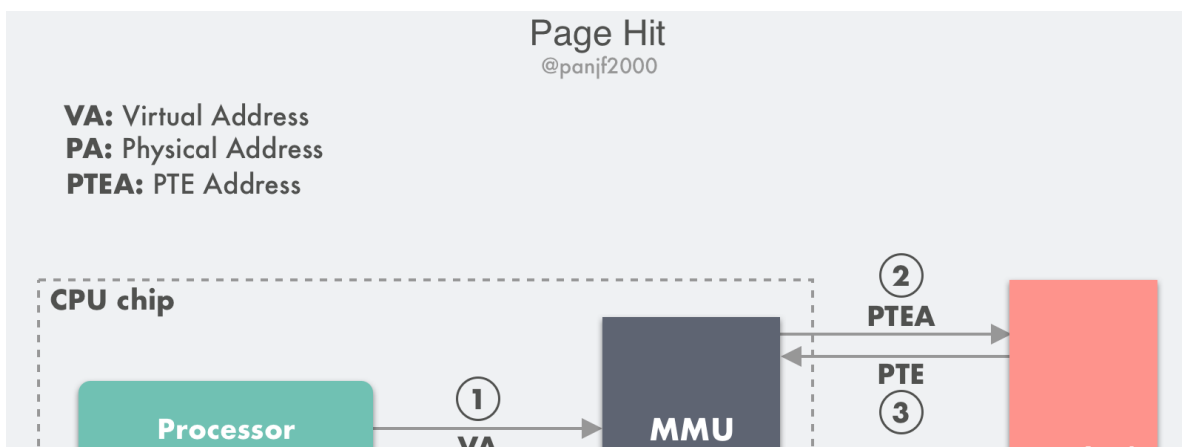 Page Hit
@panjf2000
VA: Virtual Address
PA: Physical Address
PTEA: PTE Address
CPU chip
2
PTEA
PTE
3
1
VA
Processor
MMU